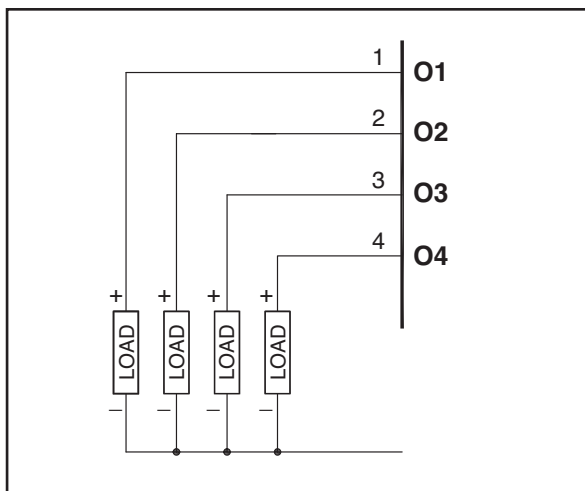 1 O1
2 O2
3 O3
4 O4
+ + + +
LOAD LOAD LOAD LOAD
– – – –